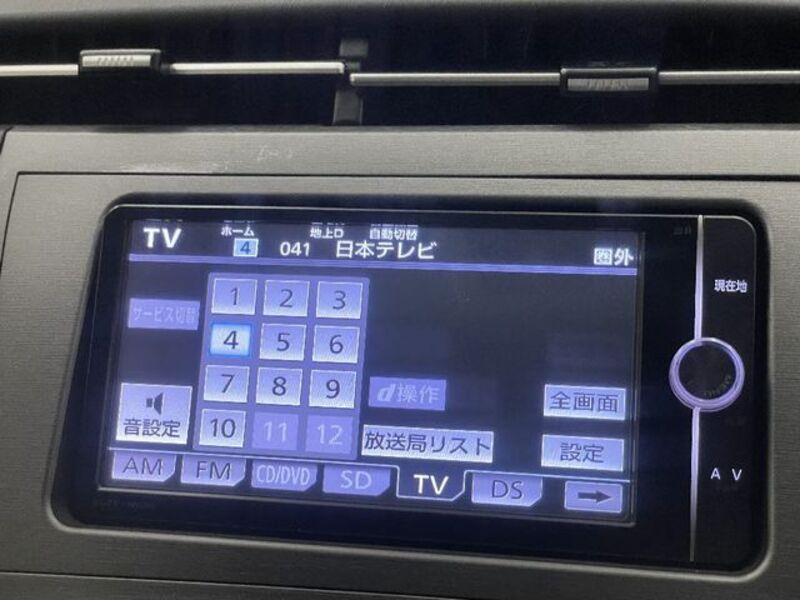 TV ホーム 地上D 自動切替
4 041 日本テレビ 圏外
現在地
サービス切替
1 2 3
4 5 6
7 8 9
d操作
全画面
音設定
10 11 12
放送局リスト
設定
AM FM CD/DVD SD TV DS →
A V